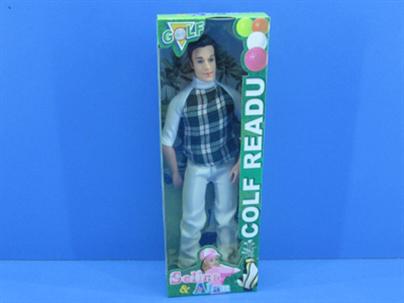 GOLF
COLF READU
Selina
& Alan